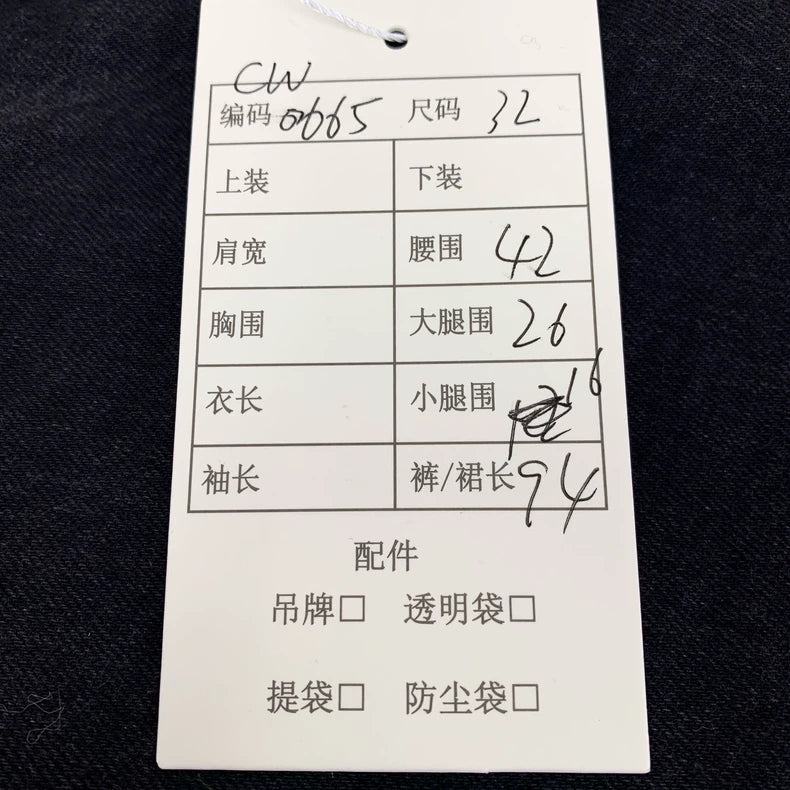 CW
编码 0665 尺码 32
上装 下装
肩宽 腰围 42
胸围 大腿围 26
衣长 小腿围 16
袖长 裤/裙长 94
配件
吊牌□ 透明袋□
提袋□ 防尘袋□